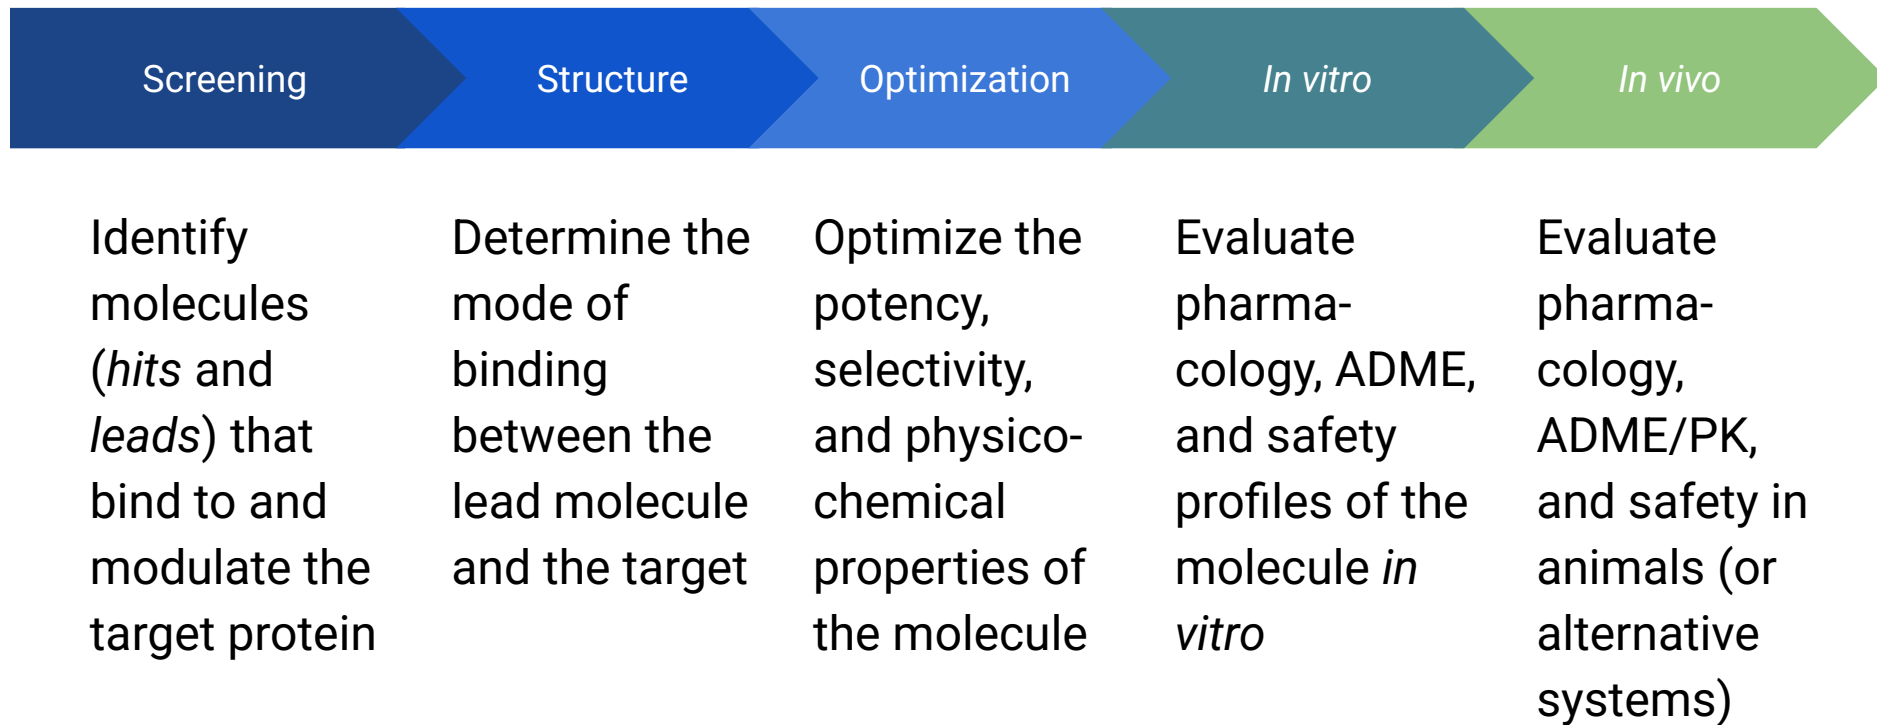 Screening
Structure
Optimization
In vitro
In vivo
Identify
molecules
(hits and
leads) that
bind to and
modulate the
target protein
Determine the
mode of
binding
between the
lead molecule
and the target
Optimize the
potency,
selectivity,
and physico-
chemical
properties of
the molecule
Evaluate
pharma-
cology, ADME,
and safety
profiles of the
molecule in
vitro
Evaluate
pharma-
cology,
ADME/PK,
and safety in
animals (or
alternative
systems)